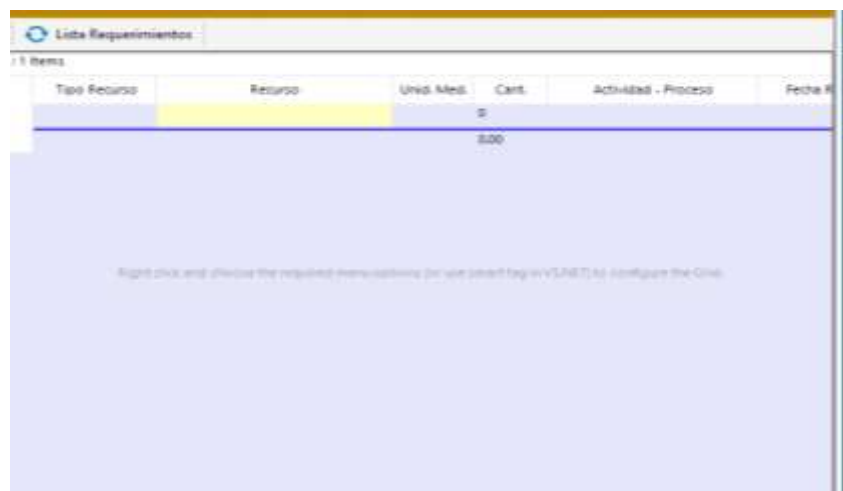 Lista Requerimientos
/ 1 Items
Tipo Recurso Recurso Unid. Med. Cant. Actividad - Proceso Fecha R
0
0.00
Right click and choose the required menu options (or use smart tag in VS.NET) to configure the Grid.